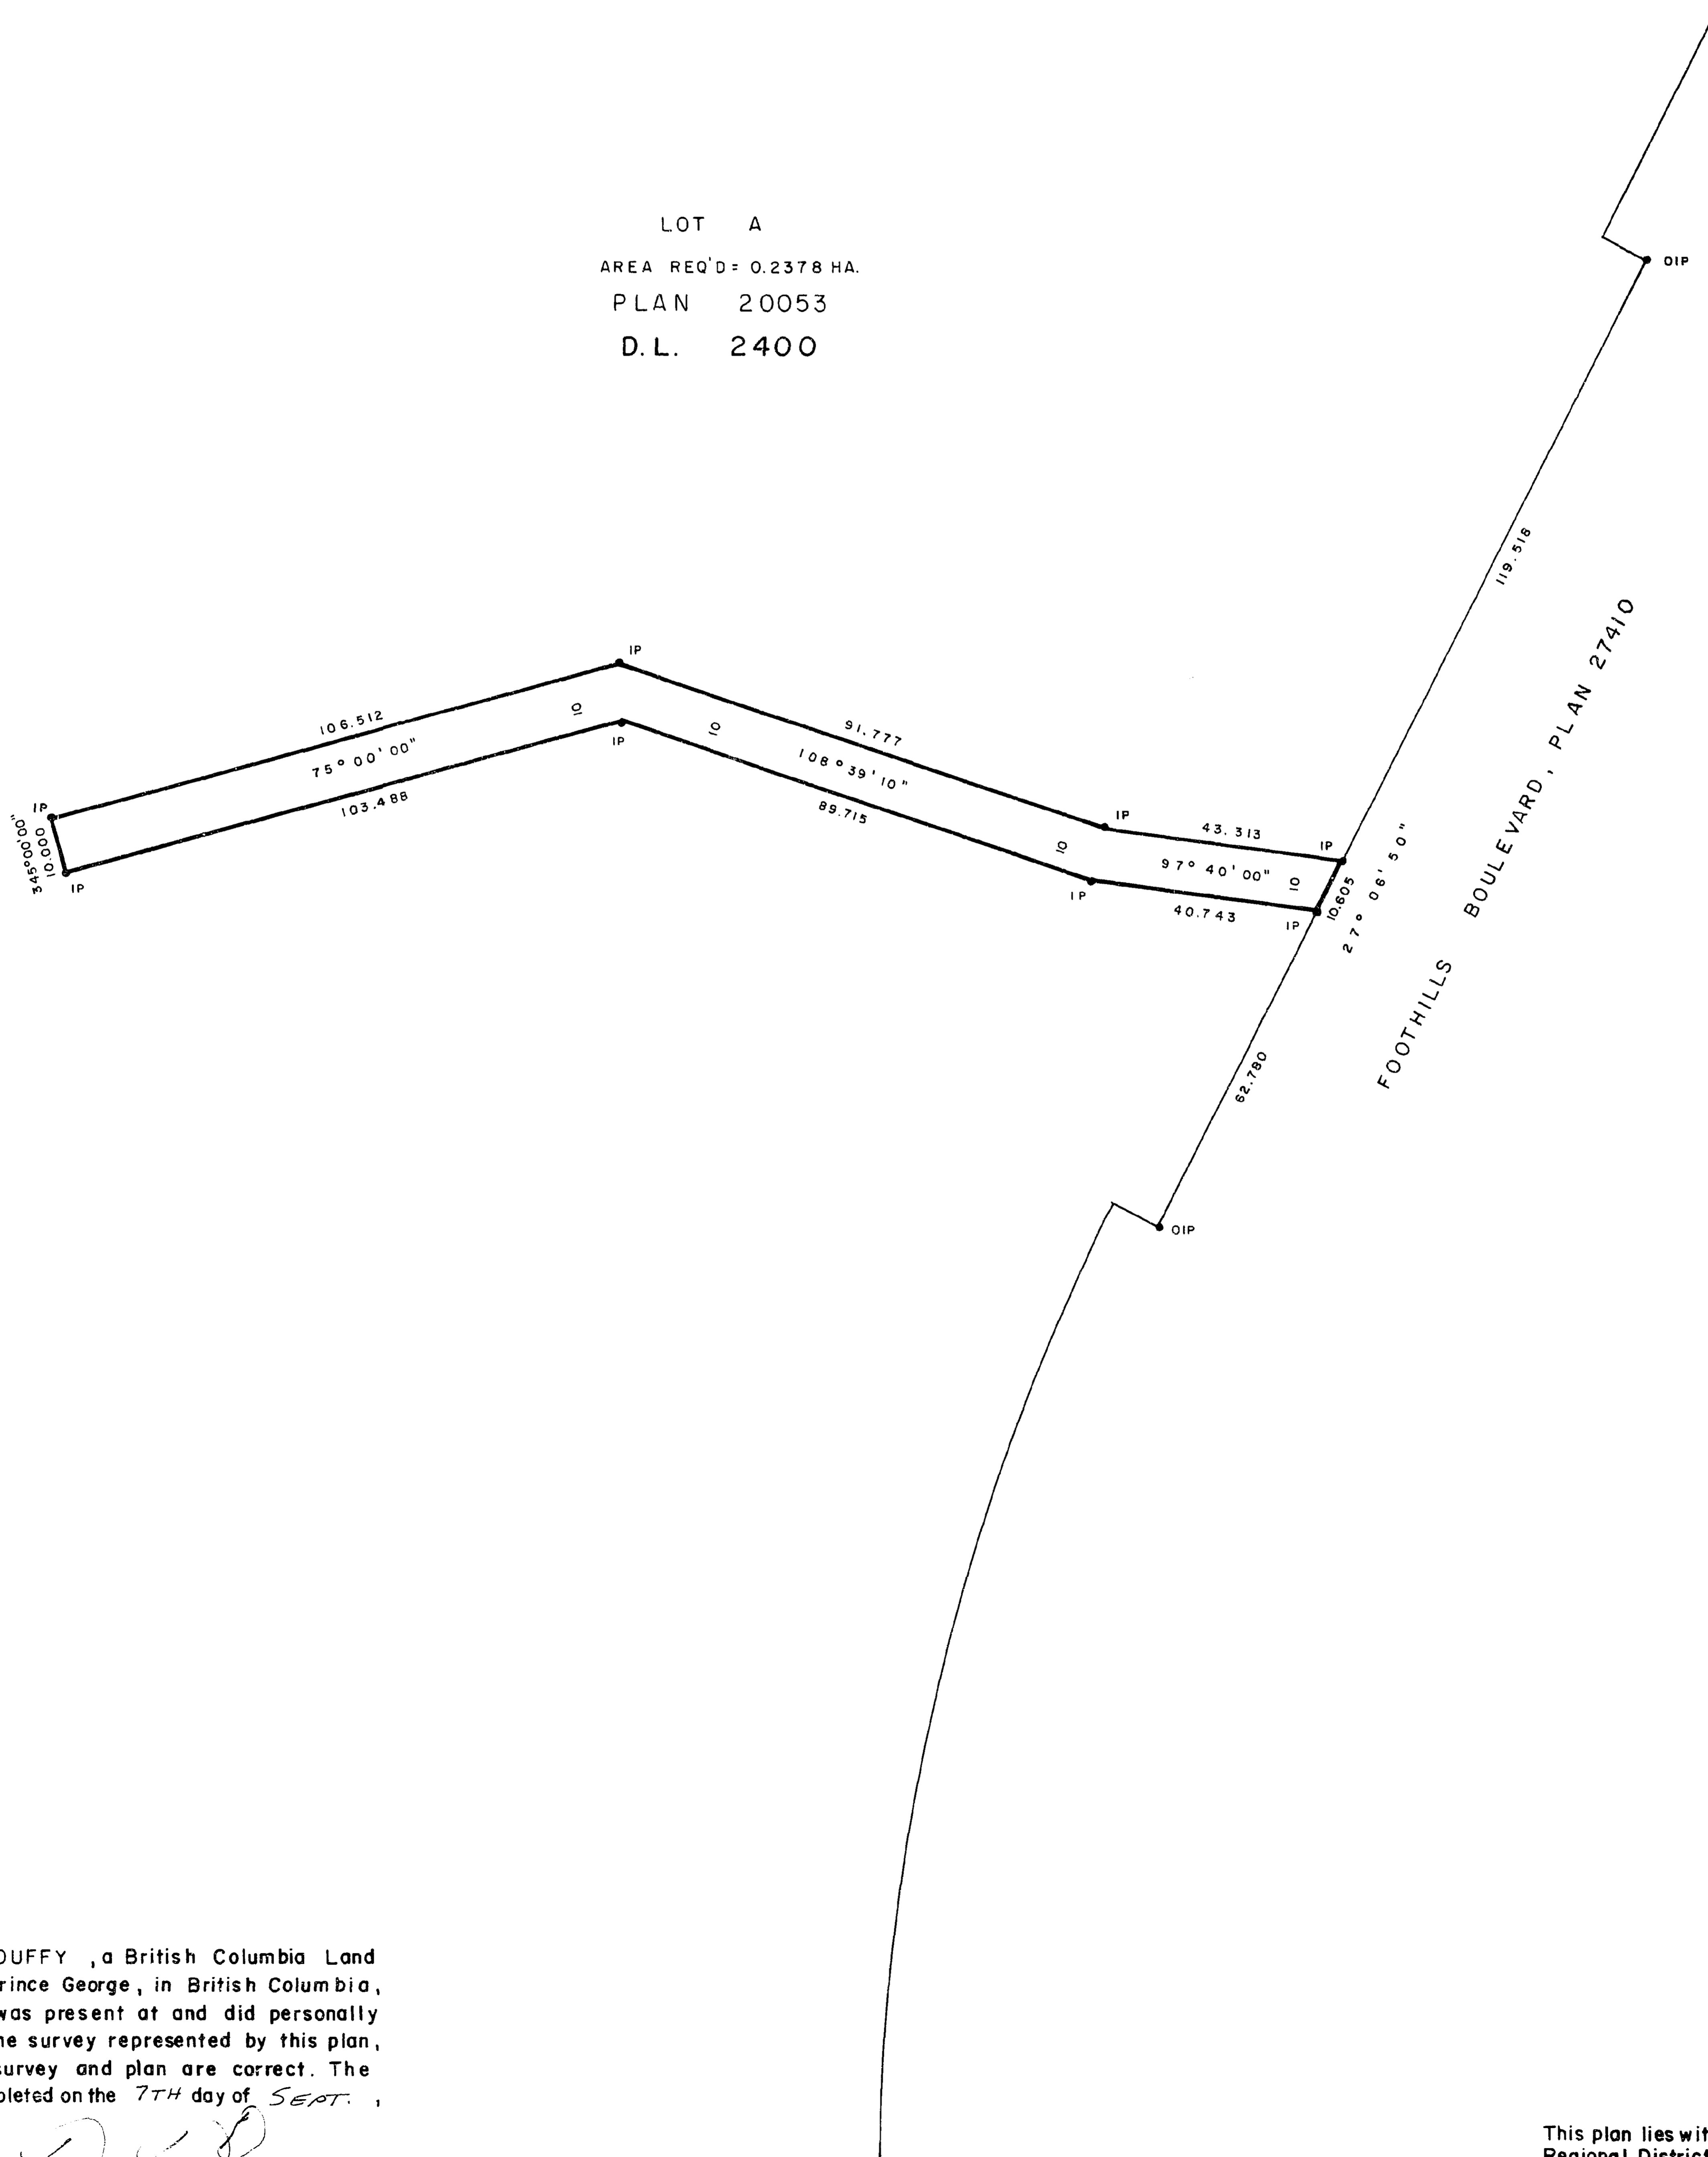 LOT A
AREA REQ'D = 0.2378 HA.
PLAN 20053
D.L. 2400
OIP
119.518
FOOTHILLS BOULEVARD, PLAN 27410
IP
106.512
10
75° 00' 00"
IP
103.488
10
91.777
108° 39' 10"
89.715
IP
10.000
345°00'00"
IP
IP
43.313
IP
10
97° 40' 00"
10
10.605
27° 06' 50"
IP
40.743
IP
62.780
OIP
DUFFY , a British Columbia Land
rince George, in British Columbia,
was present at and did personally
he survey represented by this plan,
survey and plan are correct. The
pleted on the 7TH day of SEPT. ,
This plan lies wit
Regional District